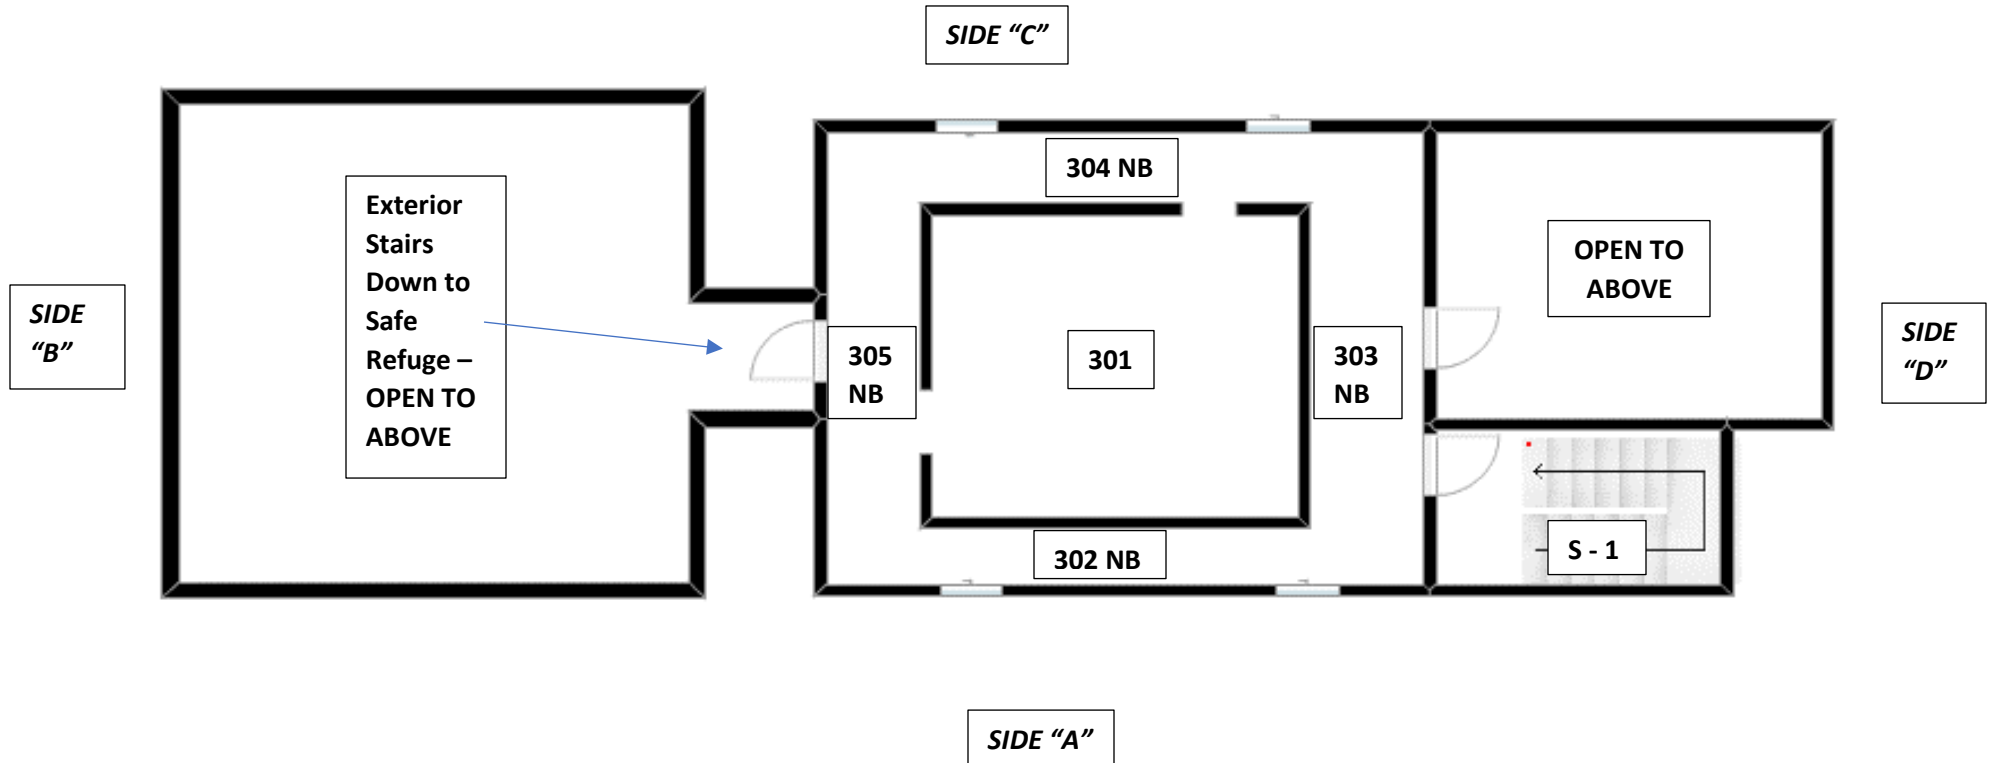 SIDE “C”
304 NB
Exterior
Stairs
Down to
Safe
Refuge –
OPEN TO
ABOVE
OPEN TO
ABOVE
SIDE
“B”
305
NB
301
303
NB
SIDE
“D”
302 NB
S - 1
SIDE “A”